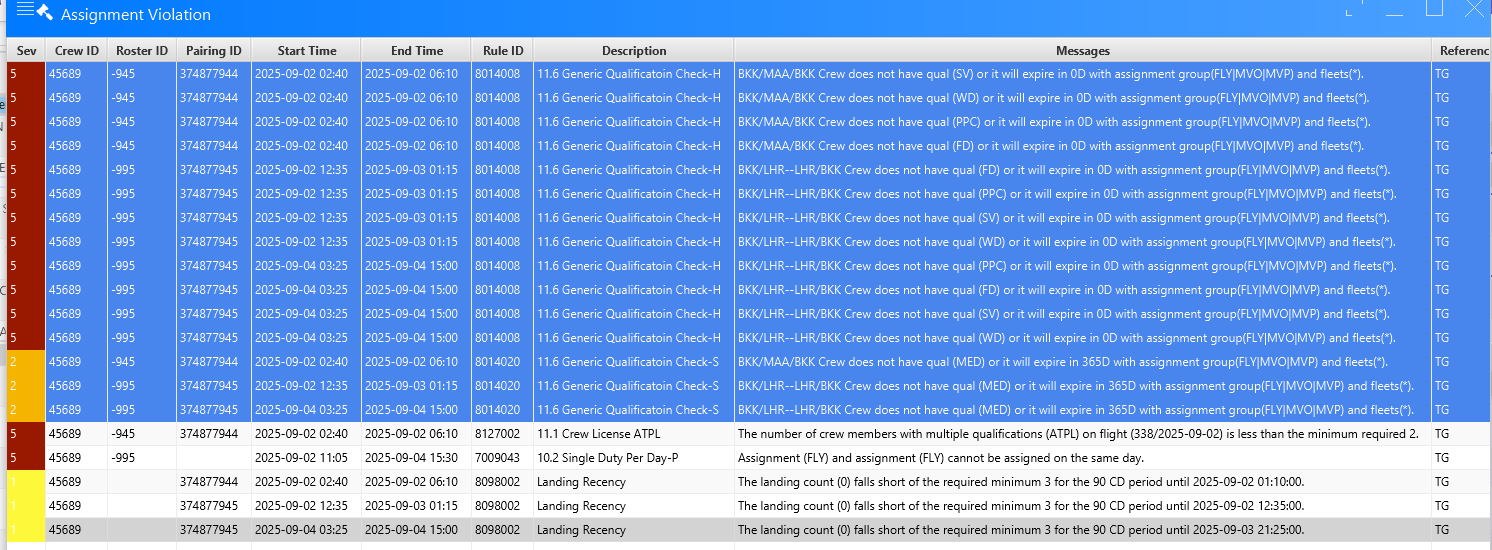 Assignment Violation
Sev Crew ID Roster ID Pairing ID Start Time End Time Rule ID Description Messages Referenc
5 45689 -945 374877944 2025-09-02 02:40 2025-09-02 06:10 8014008 11.6 Generic Qualificatoin Check-H BKK/MAA/BKK Crew does not have qual (SV) or it will expire in 0D with assignment group(FLY|MVO|MVP) and fleets(*). TG
5 45689 -945 374877944 2025-09-02 02:40 2025-09-02 06:10 8014008 11.6 Generic Qualificatoin Check-H BKK/MAA/BKK Crew does not have qual (WD) or it will expire in 0D with assignment group(FLY|MVO|MVP) and fleets(*). TG
5 45689 -945 374877944 2025-09-02 02:40 2025-09-02 06:10 8014008 11.6 Generic Qualificatoin Check-H BKK/MAA/BKK Crew does not have qual (PPC) or it will expire in 0D with assignment group(FLY|MVO|MVP) and fleets(*). TG
5 45689 -945 374877944 2025-09-02 02:40 2025-09-02 06:10 8014008 11.6 Generic Qualificatoin Check-H BKK/MAA/BKK Crew does not have qual (FD) or it will expire in 0D with assignment group(FLY|MVO|MVP) and fleets(*). TG
5 45689 -995 374877945 2025-09-02 12:35 2025-09-03 01:15 8014008 11.6 Generic Qualificatoin Check-H BKK/LHR--LHR/BKK Crew does not have qual (FD) or it will expire in 0D with assignment group(FLY|MVO|MVP) and fleets(*). TG
5 45689 -995 374877945 2025-09-02 12:35 2025-09-03 01:15 8014008 11.6 Generic Qualificatoin Check-H BKK/LHR--LHR/BKK Crew does not have qual (PPC) or it will expire in 0D with assignment group(FLY|MVO|MVP) and fleets(*). TG
5 45689 -995 374877945 2025-09-02 12:35 2025-09-03 01:15 8014008 11.6 Generic Qualificatoin Check-H BKK/LHR--LHR/BKK Crew does not have qual (SV) or it will expire in 0D with assignment group(FLY|MVO|MVP) and fleets(*). TG
5 45689 -995 374877945 2025-09-02 12:35 2025-09-03 01:15 8014008 11.6 Generic Qualificatoin Check-H BKK/LHR--LHR/BKK Crew does not have qual (WD) or it will expire in 0D with assignment group(FLY|MVO|MVP) and fleets(*). TG
5 45689 -995 374877945 2025-09-04 03:25 2025-09-04 15:00 8014008 11.6 Generic Qualificatoin Check-H BKK/LHR--LHR/BKK Crew does not have qual (PPC) or it will expire in 0D with assignment group(FLY|MVO|MVP) and fleets(*). TG
5 45689 -995 374877945 2025-09-04 03:25 2025-09-04 15:00 8014008 11.6 Generic Qualificatoin Check-H BKK/LHR--LHR/BKK Crew does not have qual (FD) or it will expire in 0D with assignment group(FLY|MVO|MVP) and fleets(*). TG
5 45689 -995 374877945 2025-09-04 03:25 2025-09-04 15:00 8014008 11.6 Generic Qualificatoin Check-H BKK/LHR--LHR/BKK Crew does not have qual (SV) or it will expire in 0D with assignment group(FLY|MVO|MVP) and fleets(*). TG
5 45689 -995 374877945 2025-09-04 03:25 2025-09-04 15:00 8014008 11.6 Generic Qualificatoin Check-H BKK/LHR--LHR/BKK Crew does not have qual (WD) or it will expire in 0D with assignment group(FLY|MVO|MVP) and fleets(*). TG
2 45689 -945 374877944 2025-09-02 02:40 2025-09-02 06:10 8014020 11.6 Generic Qualificatoin Check-S BKK/MAA/BKK Crew does not have qual (MED) or it will expire in 365D with assignment group(FLY|MVO|MVP) and fleets(*). TG
2 45689 -995 374877945 2025-09-02 12:35 2025-09-03 01:15 8014020 11.6 Generic Qualificatoin Check-S BKK/LHR--LHR/BKK Crew does not have qual (MED) or it will expire in 365D with assignment group(FLY|MVO|MVP) and fleets(*). TG
2 45689 -995 374877945 2025-09-04 03:25 2025-09-04 15:00 8014020 11.6 Generic Qualificatoin Check-S BKK/LHR--LHR/BKK Crew does not have qual (MED) or it will expire in 365D with assignment group(FLY|MVO|MVP) and fleets(*). TG
5 45689 -945 374877944 2025-09-02 02:40 2025-09-02 06:10 8127002 11.1 Crew License ATPL The number of crew members with multiple qualifications (ATPL) on flight (338/2025-09-02) is less than the minimum required 2. TG
5 45689 -995 2025-09-02 11:05 2025-09-04 15:30 7009043 10.2 Single Duty Per Day-P Assignment (FLY) and assignment (FLY) cannot be assigned on the same day. TG
1 45689 374877944 2025-09-02 02:40 2025-09-02 06:10 8098002 Landing Recency The landing count (0) falls short of the required minimum 3 for the 90 CD period until 2025-09-02 01:10:00. TG
1 45689 374877945 2025-09-02 12:35 2025-09-03 01:15 8098002 Landing Recency The landing count (0) falls short of the required minimum 3 for the 90 CD period until 2025-09-02 12:35:00. TG
1 45689 374877945 2025-09-04 03:25 2025-09-04 15:00 8098002 Landing Recency The landing count (0) falls short of the required minimum 3 for the 90 CD period until 2025-09-03 21:25:00. TG